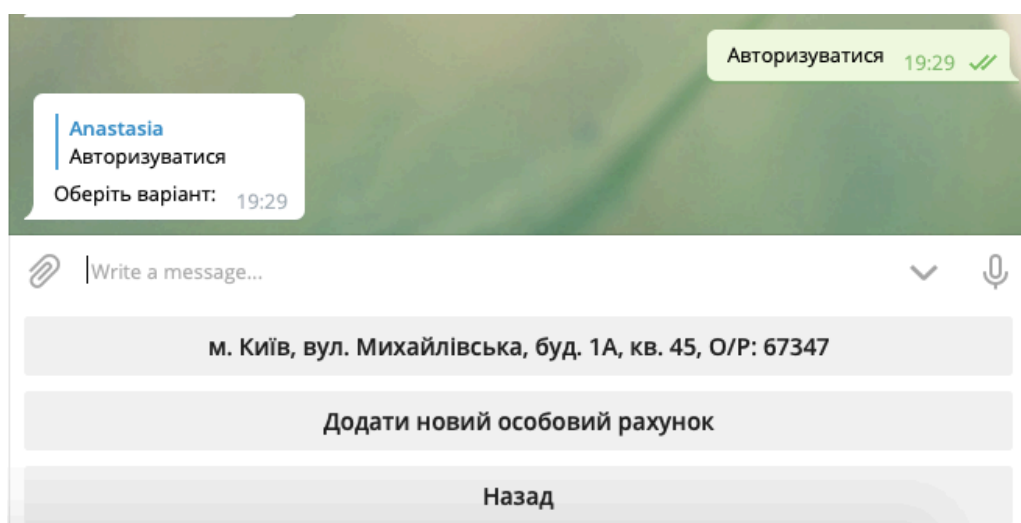 Авторизуватися 19:29
Anastasia
Авторизуватися
Оберіть варіант: 19:29
Write a message...
м. Київ, вул. Михайлівська, буд. 1А, кв. 45, О/Р: 67347
Додати новий особовий рахунок
Назад